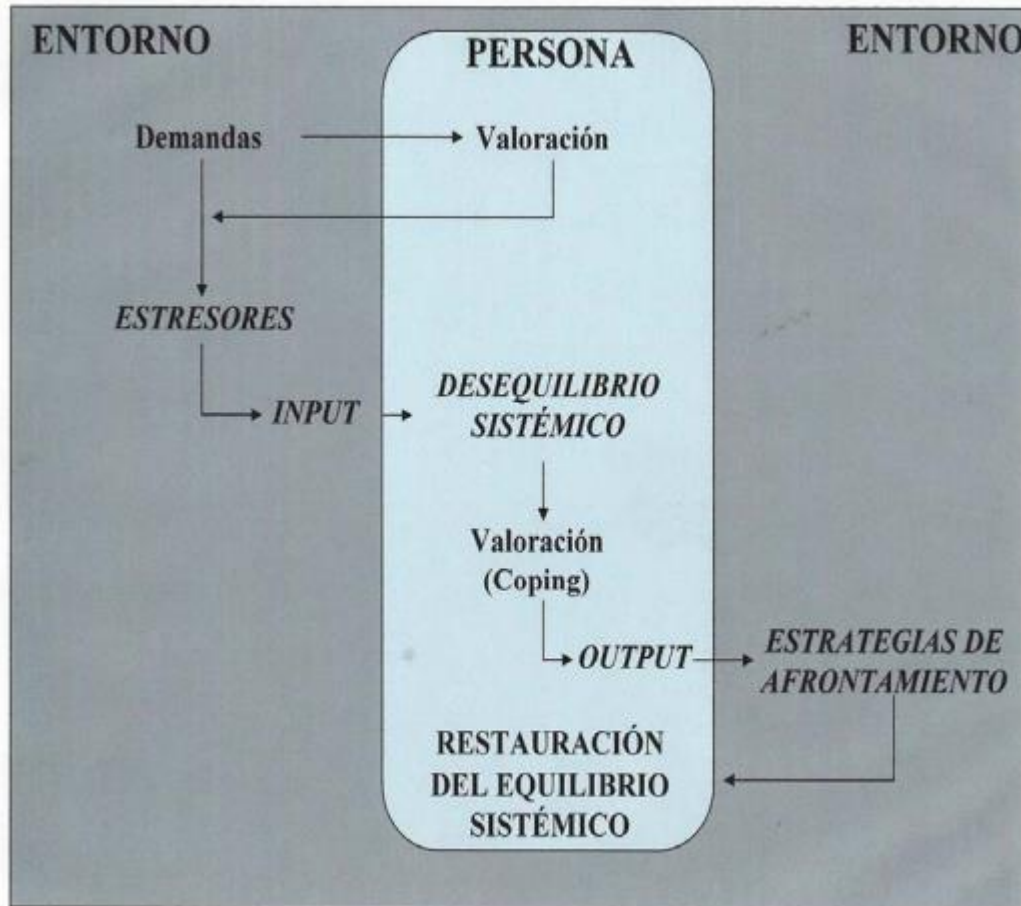 ENTORNO
PERSONA
ENTORNO
Demandas
Valoración
ESTRESORES
INPUT
DESEQUILIBRIO
SISTÉMICO
Valoración
(Coping)
OUTPUT
ESTRATEGIAS DE
AFRONTAMIENTO
RESTAURACIÓN
DEL EQUILIBRIO
SISTÉMICO